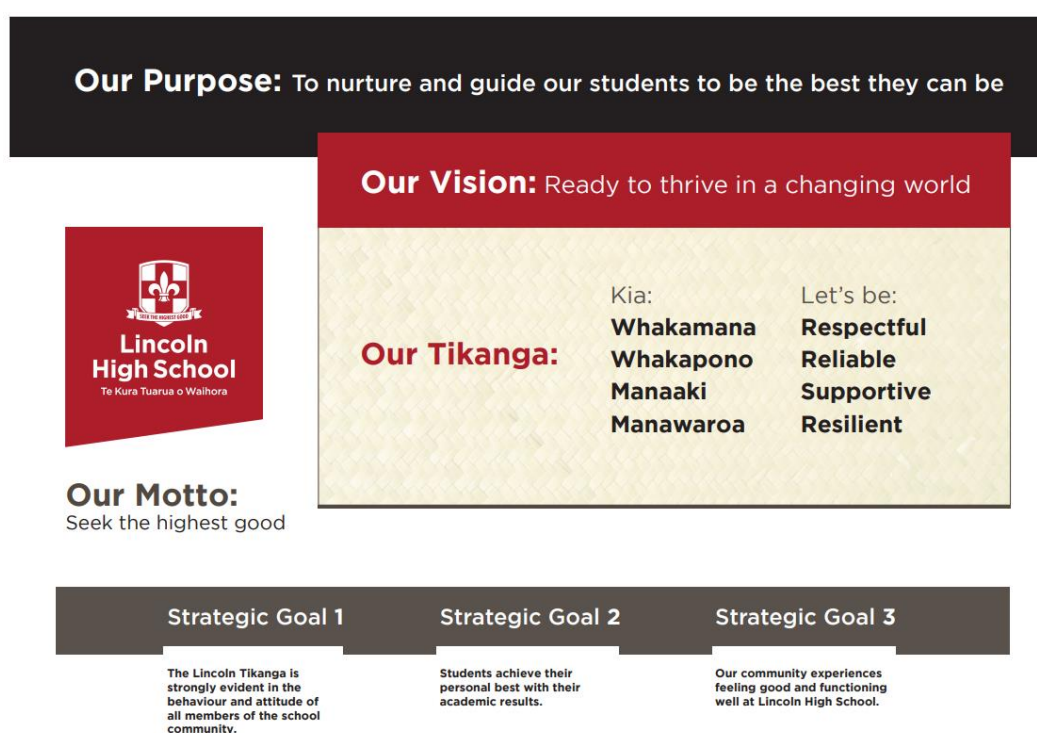 Our Purpose: To nurture and guide our students to be the best they can be
Our Vision: Ready to thrive in a changing world
SEEK THE HIGHEST GOOD
Lincoln
High School
Te Kura Tuarua o Waihora
Our Tikanga:
Kia:
Whakamana
Whakapono
Manaaki
Manawaroa
Let's be:
Respectful
Reliable
Supportive
Resilient
Our Motto:
Seek the highest good
Strategic Goal 1
The Lincoln Tikanga is
strongly evident in the
behaviour and attitude of
all members of the school
community.
Strategic Goal 2
Students achieve their
personal best with their
academic results.
Strategic Goal 3
Our community experiences
feeling good and functioning
well at Lincoln High School.